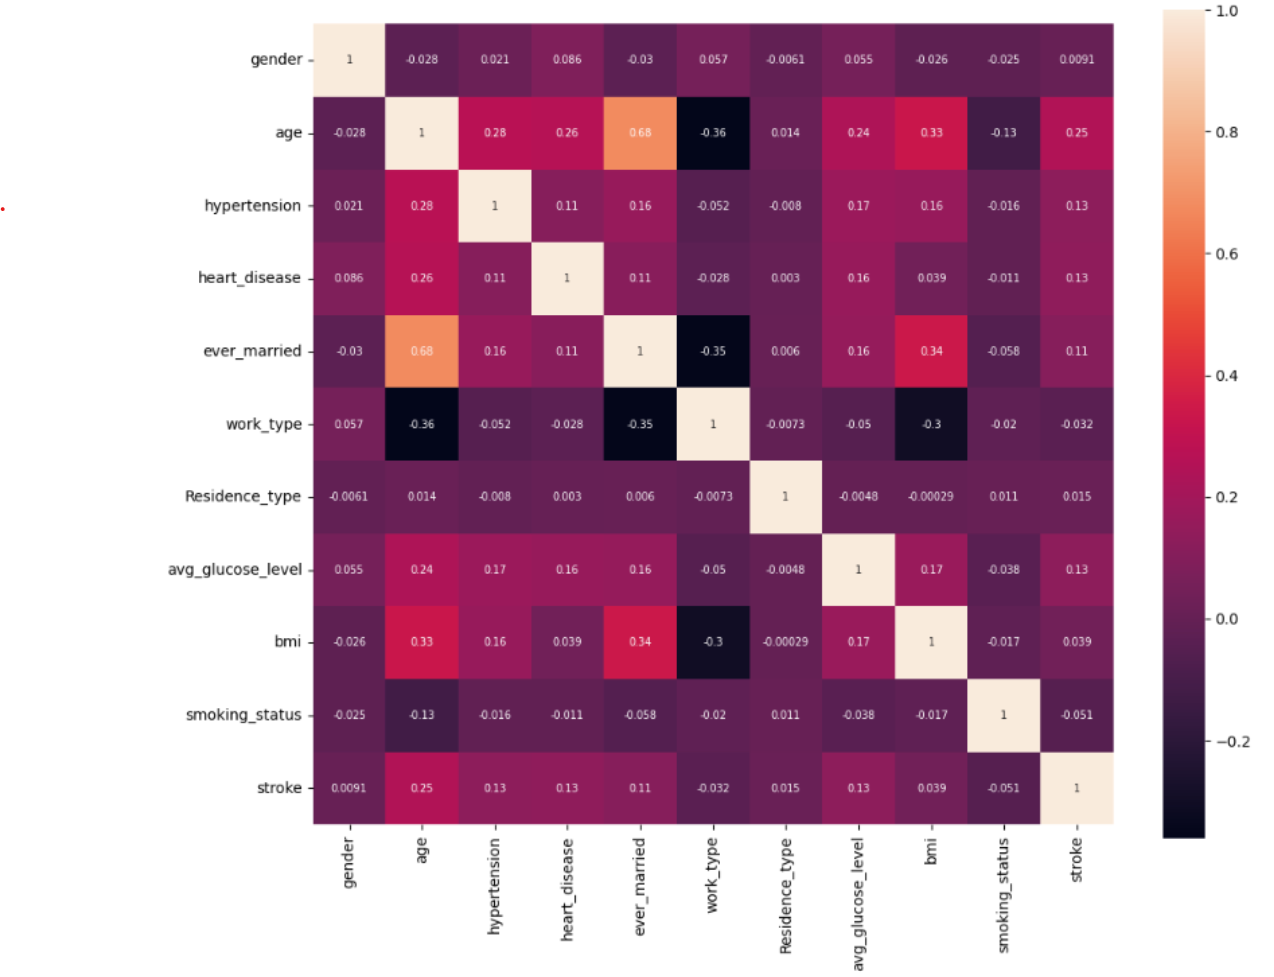 1.0
gender 1 -0.028 0.021 0.086 -0.03 0.057 -0.0061 0.055 -0.026 -0.025 0.0091
age -0.028 1 0.28 0.26 0.68 -0.36 0.014 0.24 0.33 -0.13 0.25
0.8
hypertension 0.021 0.28 1 0.11 0.16 -0.052 -0.008 0.17 0.16 -0.016 0.13
0.6
heart_disease 0.086 0.26 0.11 1 0.11 -0.028 0.003 0.16 0.039 -0.011 0.13
ever_married -0.03 0.68 0.16 0.11 1 -0.35 0.006 0.16 0.34 -0.058 0.11
0.4
work_type 0.057 -0.36 -0.052 -0.028 -0.35 1 -0.0073 -0.05 -0.3 -0.02 -0.032
Residence_type -0.0061 0.014 -0.008 0.003 0.006 -0.0073 1 -0.0048 -0.00029 0.011 0.015
0.2
avg_glucose_level 0.055 0.24 0.17 0.16 0.16 -0.05 -0.0048 1 0.17 -0.038 0.13
0.0
bmi -0.026 0.33 0.16 0.039 0.34 -0.3 -0.00029 0.17 1 -0.017 0.039
smoking_status -0.025 -0.13 -0.016 -0.011 -0.058 -0.02 0.011 -0.038 -0.017 1 -0.051
−0.2
stroke 0.0091 0.25 0.13 0.13 0.11 -0.032 0.015 0.13 0.039 -0.051 1
gender age hypertension heart_disease ever_married work_type Residence_type avg_glucose_level bmi smoking_status stroke